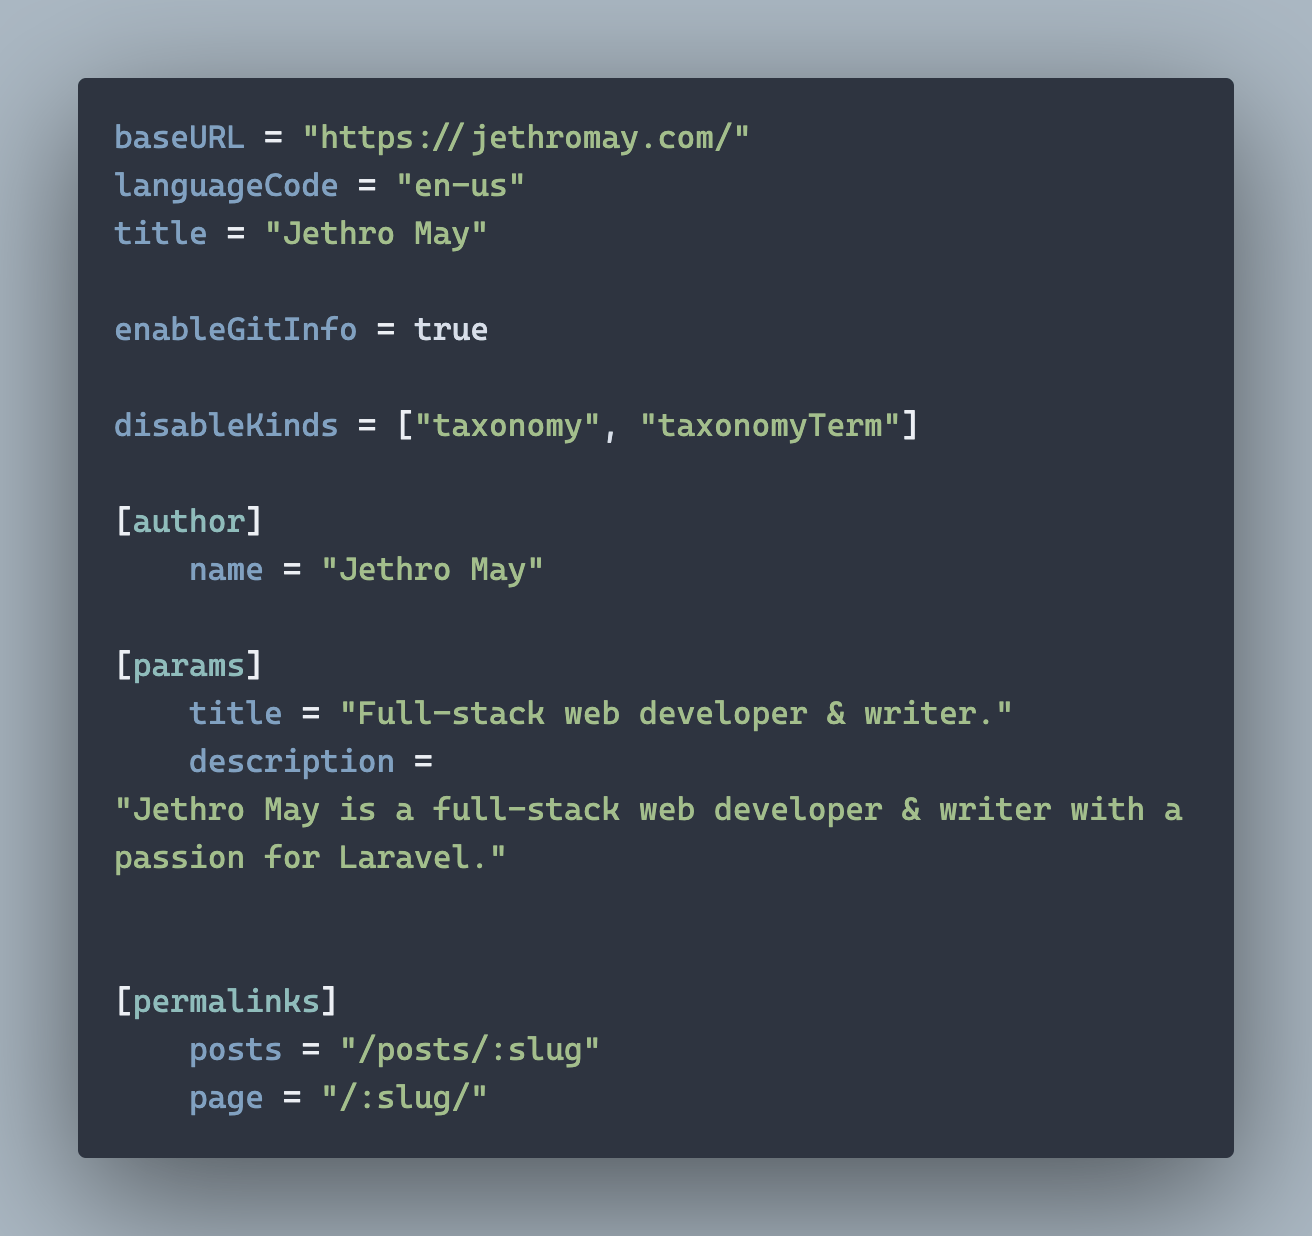 baseURL = "https://jethromay.com/"
languageCode = "en-us"
title = "Jethro May"
enableGitInfo = true
disableKinds = ["taxonomy", "taxonomyTerm"]
[author]
    name = "Jethro May"
[params]
    title = "Full-stack web developer & writer."
    description =
"Jethro May is a full-stack web developer & writer with a
passion for Laravel."
[permalinks]
    posts = "/posts/:slug"
    page = "/:slug/"